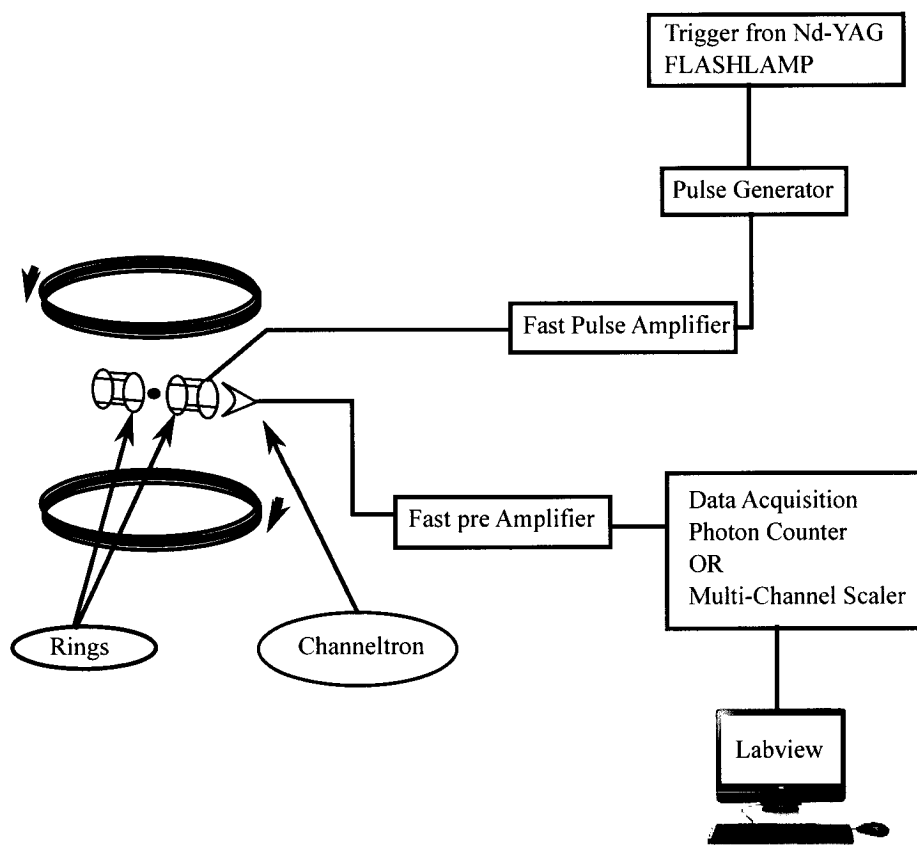 Trigger fron Nd-YAG
FLASHLAMP
Pulse Generator
Fast Pulse Amplifier
Fast pre Amplifier
Data Acquisition
Photon Counter
OR
Multi-Channel Scaler
Rings
Channeltron
Labview